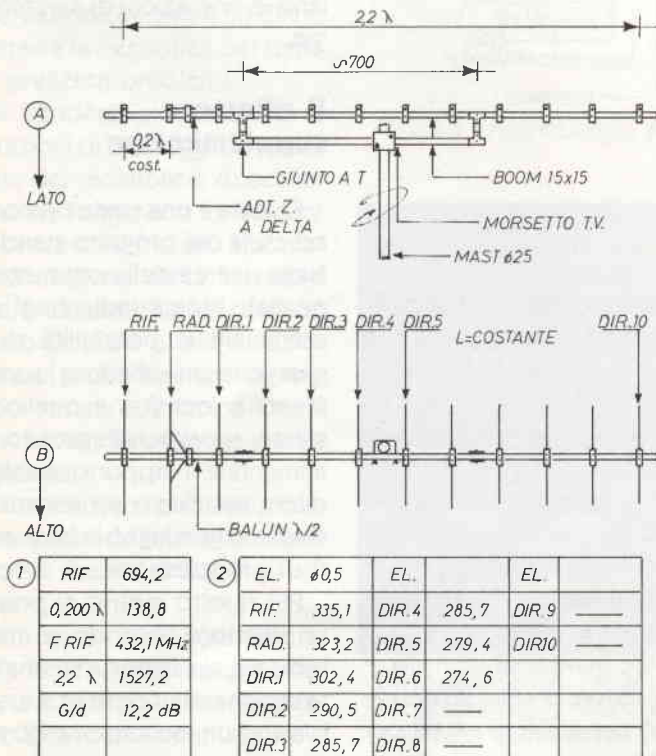 2,2 λ
∽700
A
0,2 λ
cost.
LATO
GIUNTO A T
BOOM 15x15
ADT. Z.
A DELTA
MORSETTO T.V.
MAST ø25
RIF. RAD. DIR.1 DIR.2 DIR.3 DIR.4 DIR.5 DIR.10
L=COSTANTE
B
ALTO
BALUN λ/2
1
RIF 694,2
0,200 λ 138,8
F RIF 432,1 MHz
2,2 λ 1527,2
G/d 12,2 dB
2
EL. ø0,5 EL. EL.
RIF 335,1 DIR.4 285,7 DIR.9 —
RAD. 323,2 DIR.5 279,4 DIR10 —
DIR.1 302,4 DIR.6 274,6
DIR.2 290,5 DIR.7 —
DIR.3 285,7 DIR.8 —